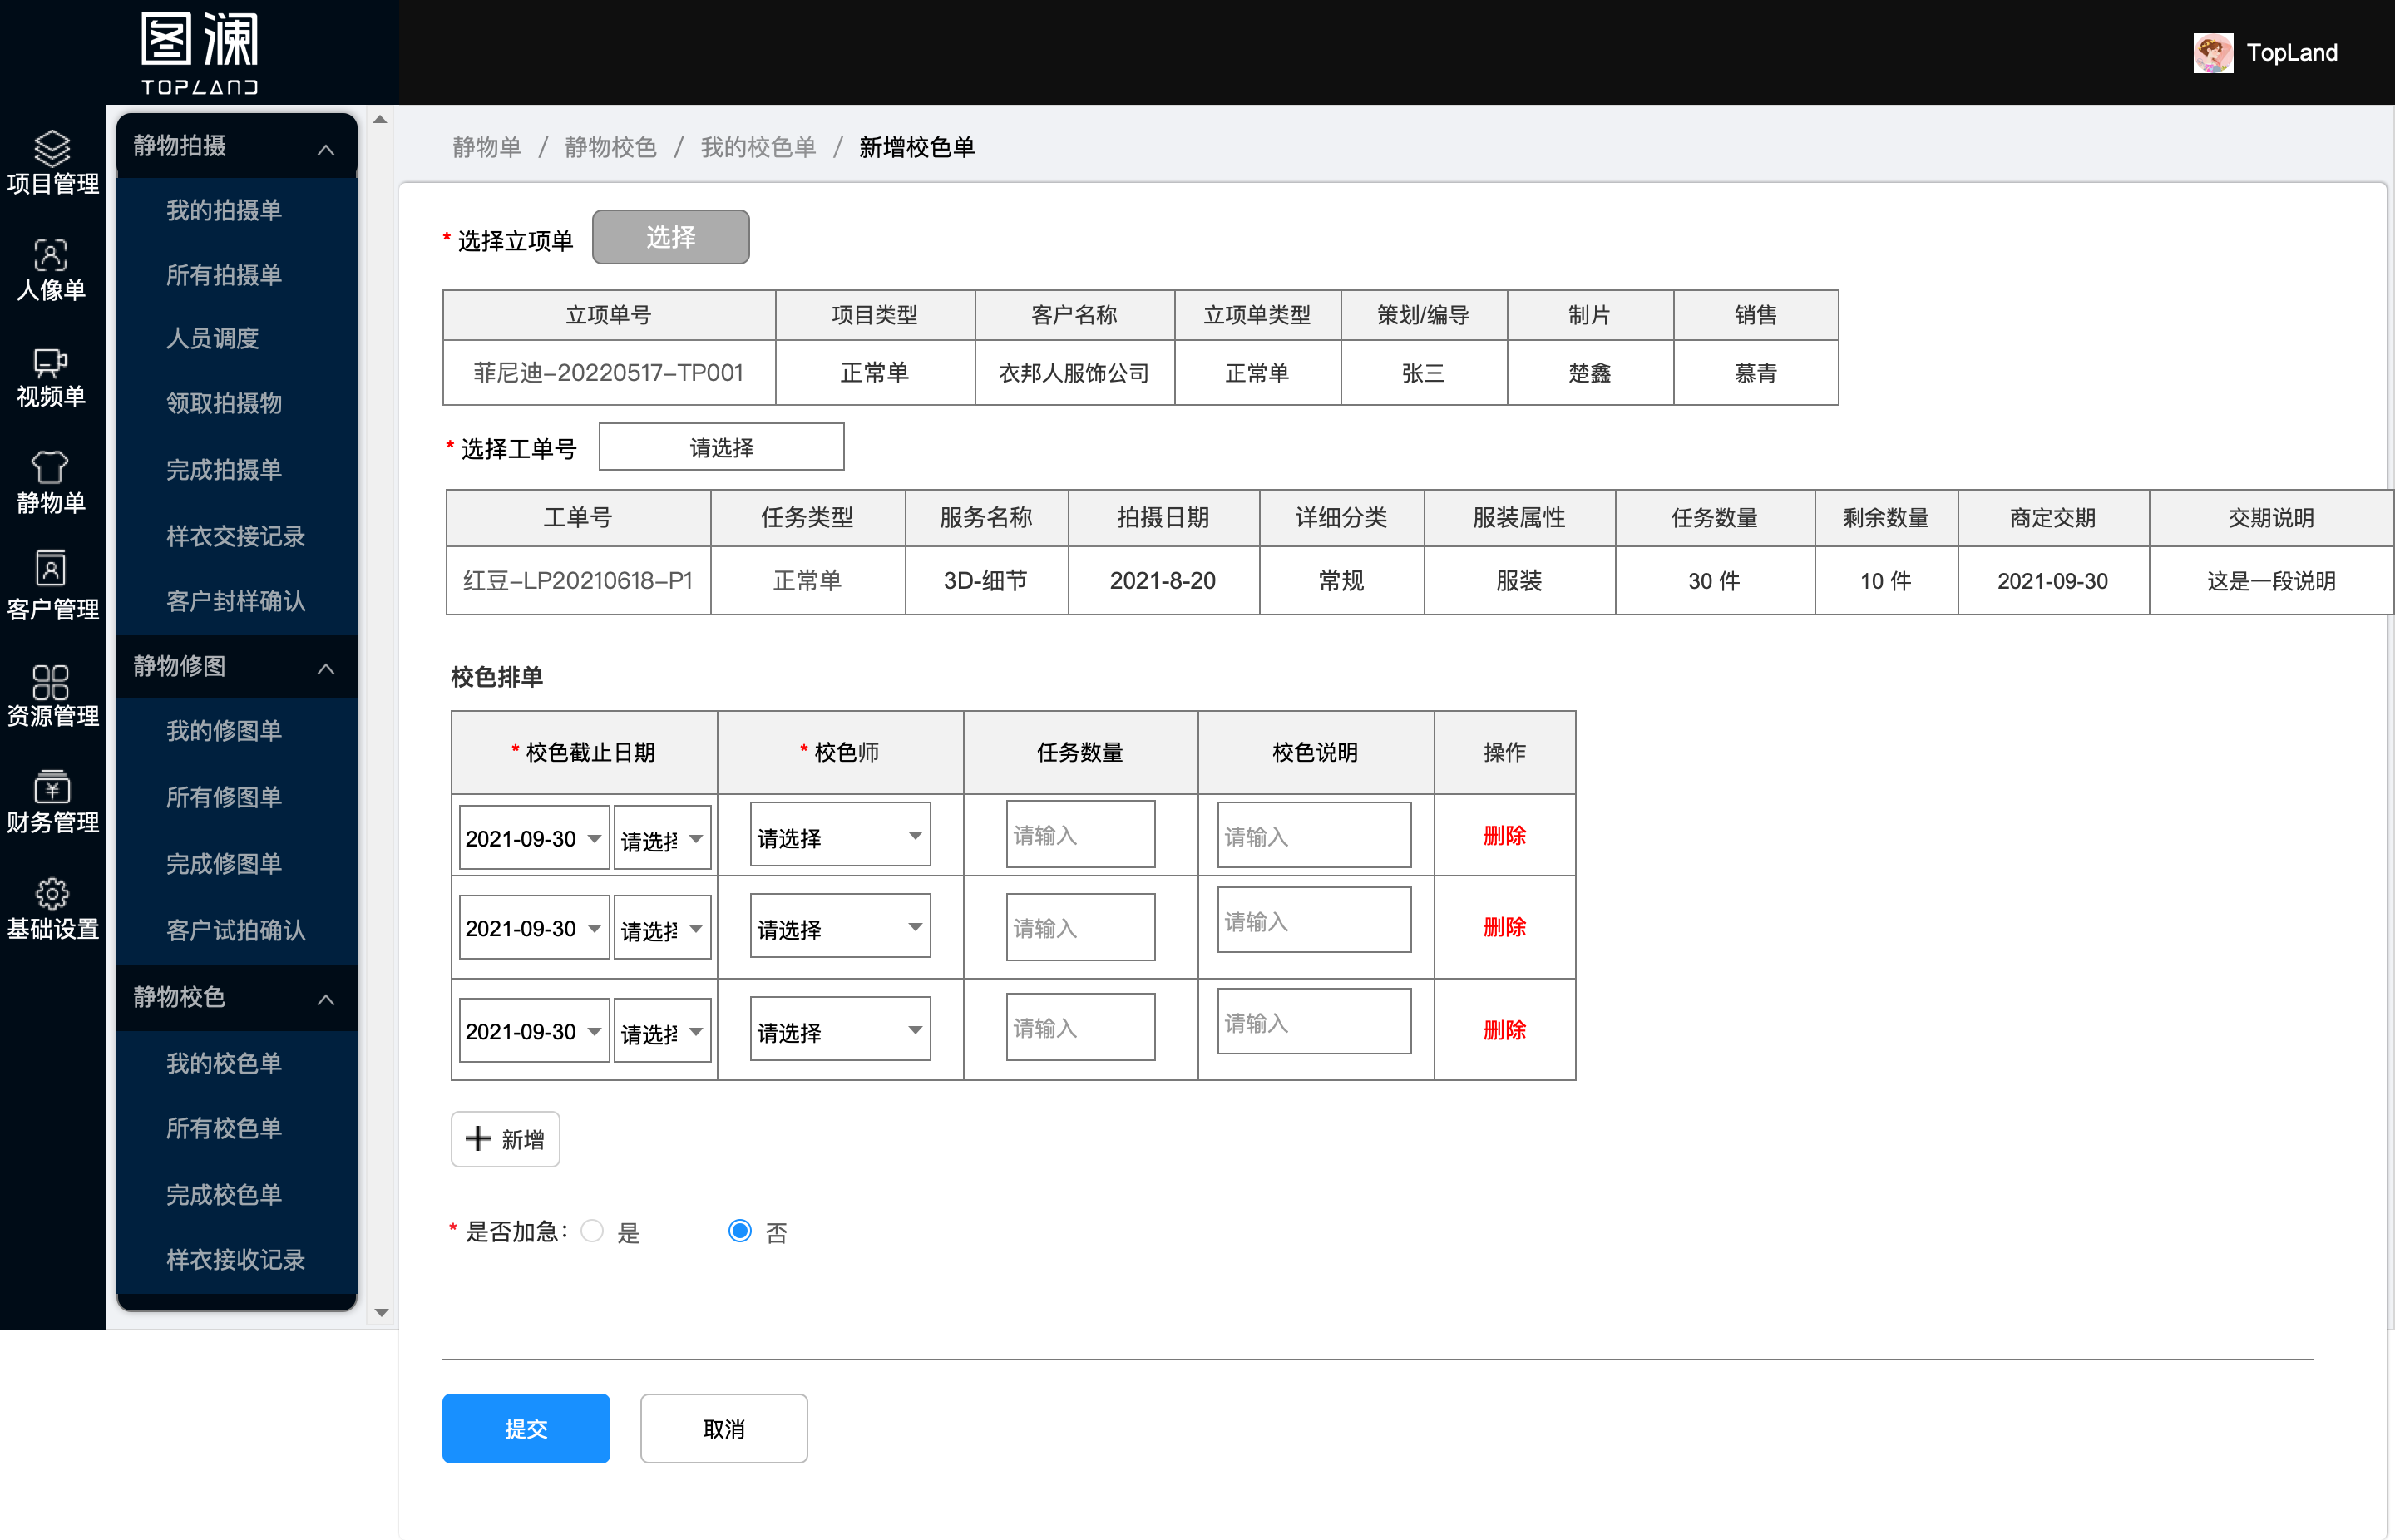 图澜
TOPLAND
TopLand
项目管理
人像单
视频单
静物单
客户管理
资源管理
财务管理
基础设置
静物拍摄
我的拍摄单
所有拍摄单
人员调度
领取拍摄物
完成拍摄单
样衣交接记录
客户封样确认
静物修图
我的修图单
所有修图单
完成修图单
客户试拍确认
静物校色
我的校色单
所有校色单
完成校色单
样衣接收记录
静物单 / 静物校色 / 我的校色单 / 新增校色单
* 选择立项单 选择
立项单号 项目类型 客户名称 立项单类型 策划/编导 制片 销售
菲尼迪-20220517-TP001 正常单 衣邦人服饰公司 正常单 张三 楚鑫 慕青
* 选择工单号 请选择
工单号 任务类型 服务名称 拍摄日期 详细分类 服装属性 任务数量 剩余数量 商定交期 交期说明
红豆-LP20210618-P1 正常单 3D-细节 2021-8-20 常规 服装 30 件 10 件 2021-09-30 这是一段说明
校色排单
* 校色截止日期 * 校色师 任务数量 校色说明 操作
2021-09-30 请选择 请选择 请输入 请输入 删除
2021-09-30 请选择 请选择 请输入 请输入 删除
2021-09-30 请选择 请选择 请输入 请输入 删除
新增
* 是否加急: 是 否
提交 取消